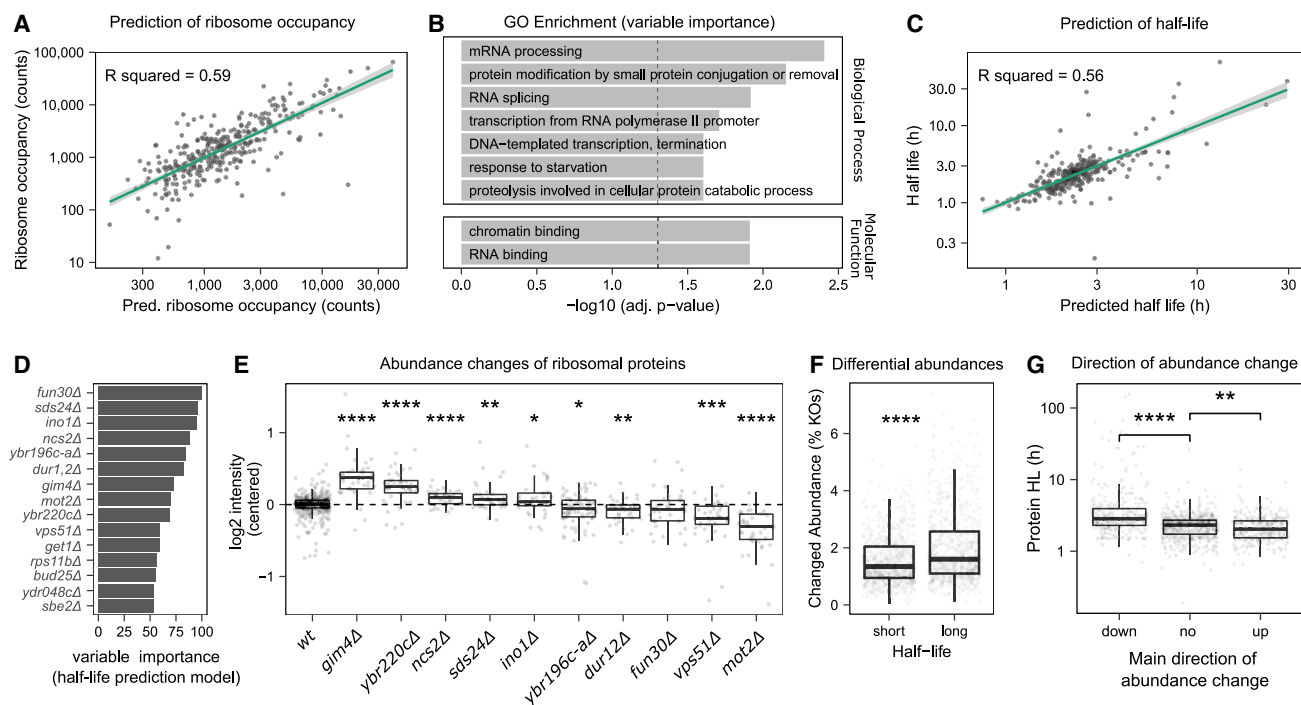 A Prediction of ribosome occupancy
R squared = 0.59
Ribosome occupancy (counts)
100,000
10,000
1,000
100
10
300
1,000
3,000
10,000
30,000
Pred. ribosome occupancy (counts)
B GO Enrichment (variable importance)
mRNA processing
protein modification by small protein conjugation or removal
RNA splicing
transcription from RNA polymerase II promoter
DNA-templated transcription, termination
response to starvation
proteolysis involved in cellular protein catabolic process
Biological Process
chromatin binding
RNA binding
Molecular Function
0.0
0.5
1.0
1.5
2.0
2.5
−log10 (adj. p-value)
C Prediction of half-life
R squared = 0.56
Half life (h)
30.0
10.0
3.0
1.0
0.3
1
3
10
30
Predicted half life (h)
D
fun30Δ
sds24Δ
ino1Δ
ncs2Δ
ybr196c-aΔ
dur1,2Δ
gim4Δ
mot2Δ
ybr220cΔ
vps51Δ
get1Δ
rps11bΔ
bud25Δ
ydr048cΔ
sbe2Δ
0
25
50
75
100
variable importance
(half-life prediction model)
E Abundance changes of ribosomal proteins
log2 intensity
(centered)
1
0
−1
****
****
****
**
*
*
**
***
****
wt
gim4Δ
ybr220cΔ
ncs2Δ
sds24Δ
ino1Δ
ybr196c-aΔ
dur12Δ
fun30Δ
vps51Δ
mot2Δ
F Differential abundances
Changed Abundance (% KOs)
6
4
2
0
****
short
long
Half-life
G Direction of abundance change
Protein HL (h)
100
10
1
****
**
down
no
up
Main direction of
abundance change